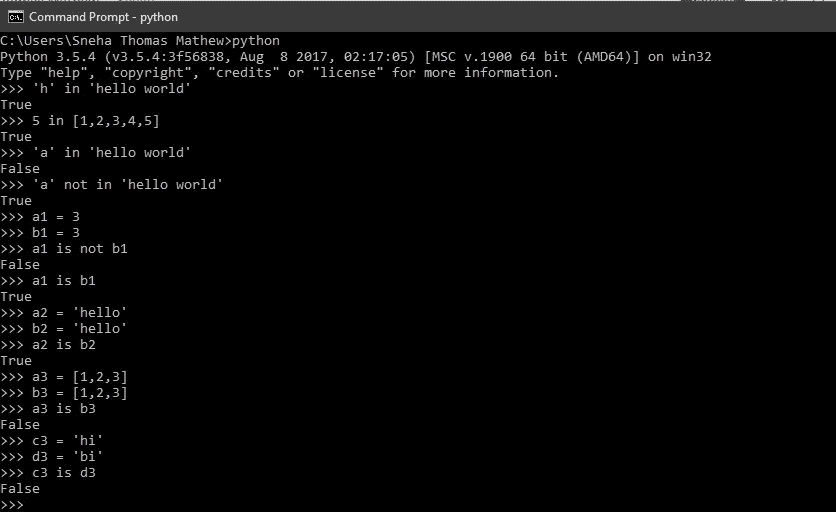 Command Prompt - python
C:\Users\Sneha Thomas Mathew>python
Python 3.5.4 (v3.5.4:3f56838, Aug  8 2017, 02:17:05) [MSC v.1900 64 bit (AMD64)] on win32
Type "help", "copyright", "credits" or "license" for more information.
>>> 'h' in 'hello world'
True
>>> 5 in [1,2,3,4,5]
True
>>> 'a' in 'hello world'
False
>>> 'a' not in 'hello world'
True
>>> a1 = 3
>>> b1 = 3
>>> a1 is not b1
False
>>> a1 is b1
True
>>> a2 = 'hello'
>>> b2 = 'hello'
>>> a2 is b2
True
>>> a3 = [1,2,3]
>>> b3 = [1,2,3]
>>> a3 is b3
False
>>> c3 = 'hi'
>>> d3 = 'bi'
>>> c3 is d3
False
>>>